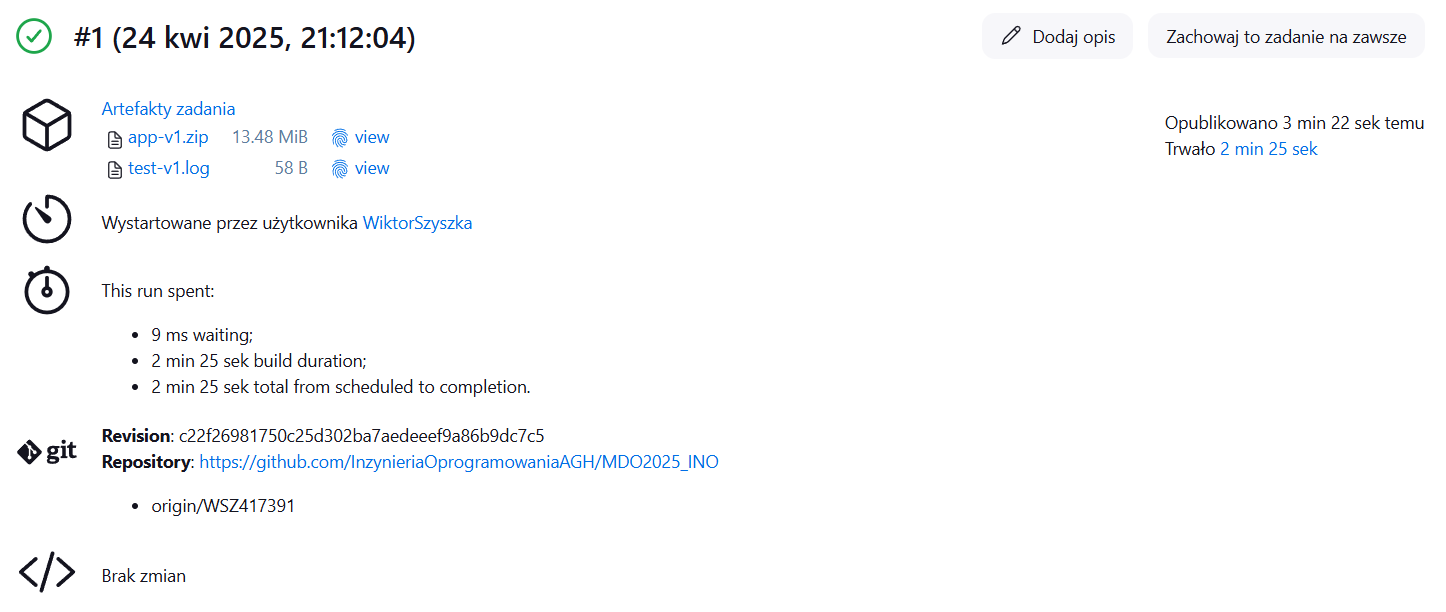 #1 (24 kwi 2025, 21:12:04)
Dodaj opis
Zachowaj to zadanie na zawsze
Artefakty zadania
app-v1.zip 13.48 MiB view
test-v1.log 58 B view
Opublikowano 3 min 22 sek temu
Trwało 2 min 25 sek
Wystartowane przez użytkownika WiktorSzyszka
This run spent:
• 9 ms waiting;
• 2 min 25 sek build duration;
• 2 min 25 sek total from scheduled to completion.
git
Revision: c22f26981750c25d302ba7aedeeef9a86b9dc7c5
Repository: https://github.com/InzynieriaOprogramowaniaAGH/MDO2025_INO
• origin/WSZ417391
Brak zmian